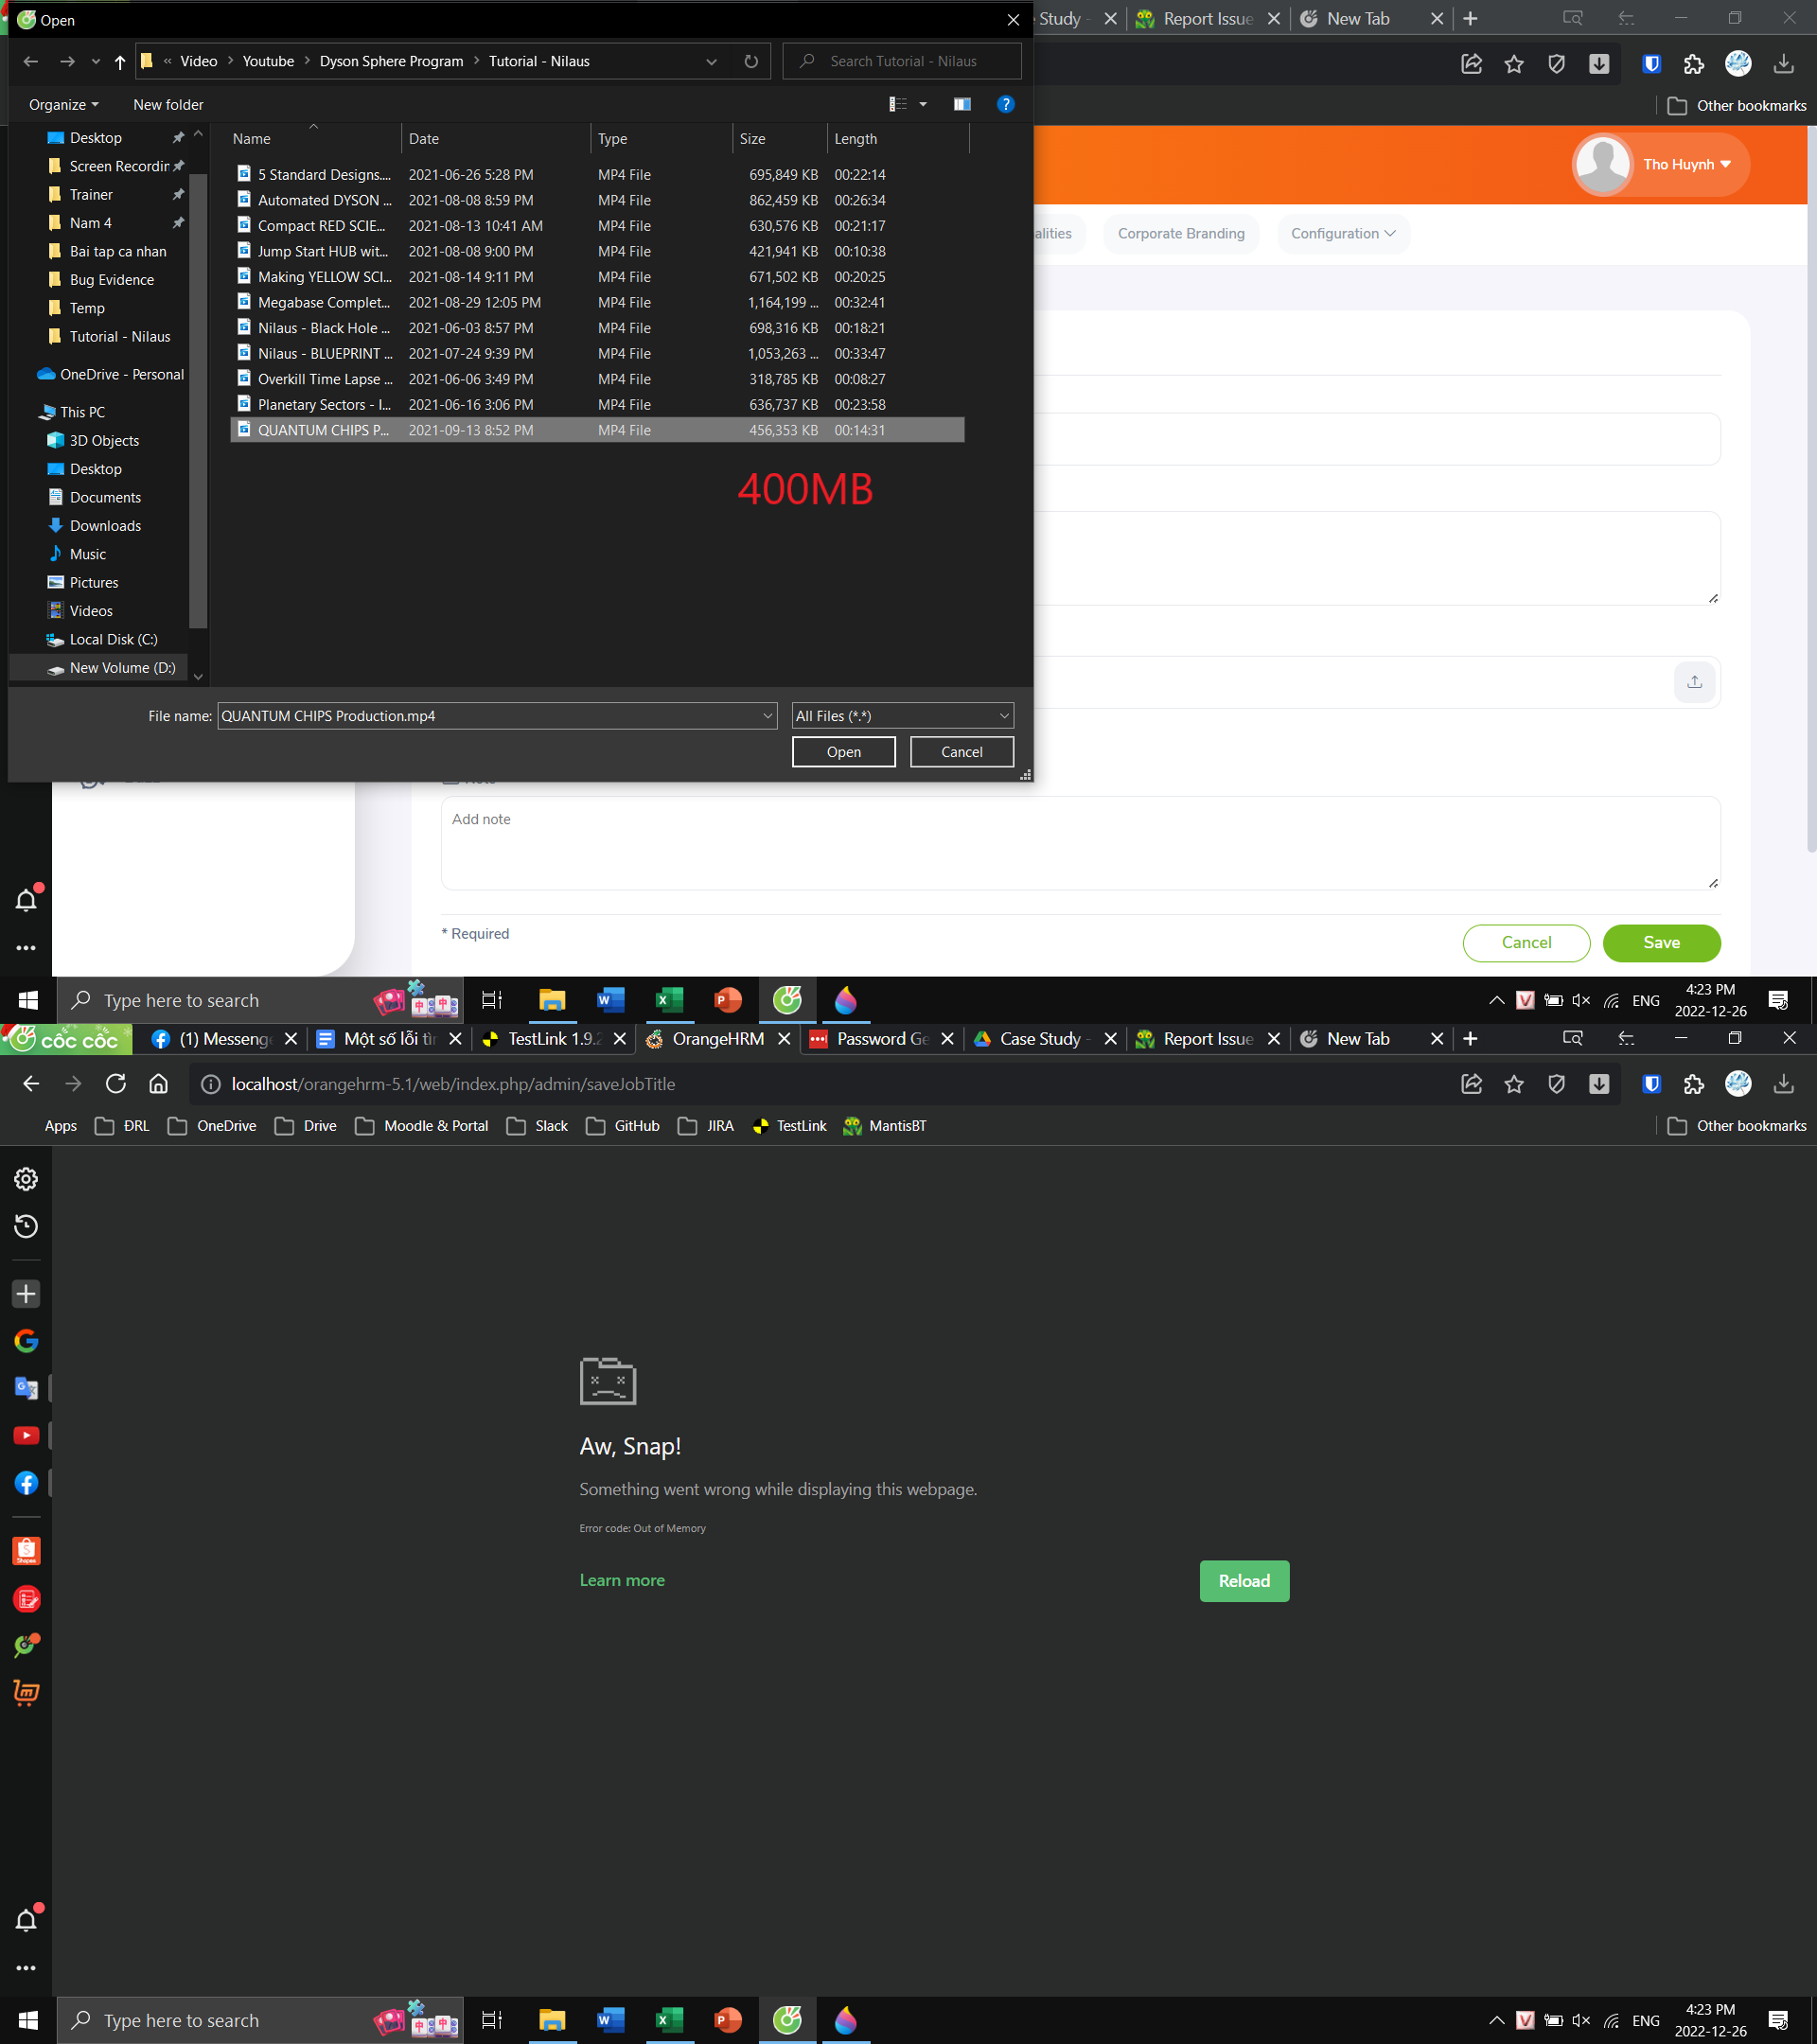 Open
Study
Report Issue
New Tab
« Video > Youtube > Dyson Sphere Program > Tutorial - Nilaus
Search Tutorial - Nilaus
Organize
New folder
Other bookmarks
Name Date Type Size Length
Desktop
Screen Recordin
Trainer
Nam 4
Bai tap ca nhan
Bug Evidence
Temp
Tutorial - Nilaus
OneDrive - Personal
This PC
3D Objects
Desktop
Documents
Downloads
Music
Pictures
Videos
Local Disk (C:)
New Volume (D:)
5 Standard Designs.... 2021-06-26 5:28 PM MP4 File 695,849 KB 00:22:14
Automated DYSON ... 2021-08-08 8:59 PM MP4 File 862,459 KB 00:26:34
Compact RED SCIE... 2021-08-13 10:41 AM MP4 File 630,576 KB 00:21:17
Jump Start HUB wit... 2021-08-08 9:00 PM MP4 File 421,941 KB 00:10:38
Making YELLOW SCI... 2021-08-14 9:11 PM MP4 File 671,502 KB 00:20:25
Megabase Complet... 2021-08-29 12:05 PM MP4 File 1,164,199 ... 00:32:41
Nilaus - Black Hole ... 2021-06-03 8:57 PM MP4 File 698,316 KB 00:18:21
Nilaus - BLUEPRINT ... 2021-07-24 9:39 PM MP4 File 1,053,263 ... 00:33:47
Overkill Time Lapse ... 2021-06-06 3:49 PM MP4 File 318,785 KB 00:08:27
Planetary Sectors - I... 2021-06-16 3:06 PM MP4 File 636,737 KB 00:23:58
QUANTUM CHIPS P... 2021-09-13 8:52 PM MP4 File 456,353 KB 00:14:31
400MB
File name: QUANTUM CHIPS Production.mp4
All Files (*.*)
Open
Cancel
Tho Huynh
alities
Corporate Branding
Configuration
Add note
* Required
Cancel
Save
Type here to search
ENG
4:23 PM
2022-12-26
CỐC CỐC
(1) Messeng
Một số lỗi tì
TestLink 1.9.
OrangeHRM
Password Ge
Case Study -
Report Issue
New Tab
localhost/orangehrm-5.1/web/index.php/admin/saveJobTitle
Apps
ĐRL
OneDrive
Drive
Moodle & Portal
Slack
GitHub
JIRA
TestLink
MantisBT
Other bookmarks
Aw, Snap!
Something went wrong while displaying this webpage.
Error code: Out of Memory
Learn more
Reload
Type here to search
ENG
4:23 PM
2022-12-26